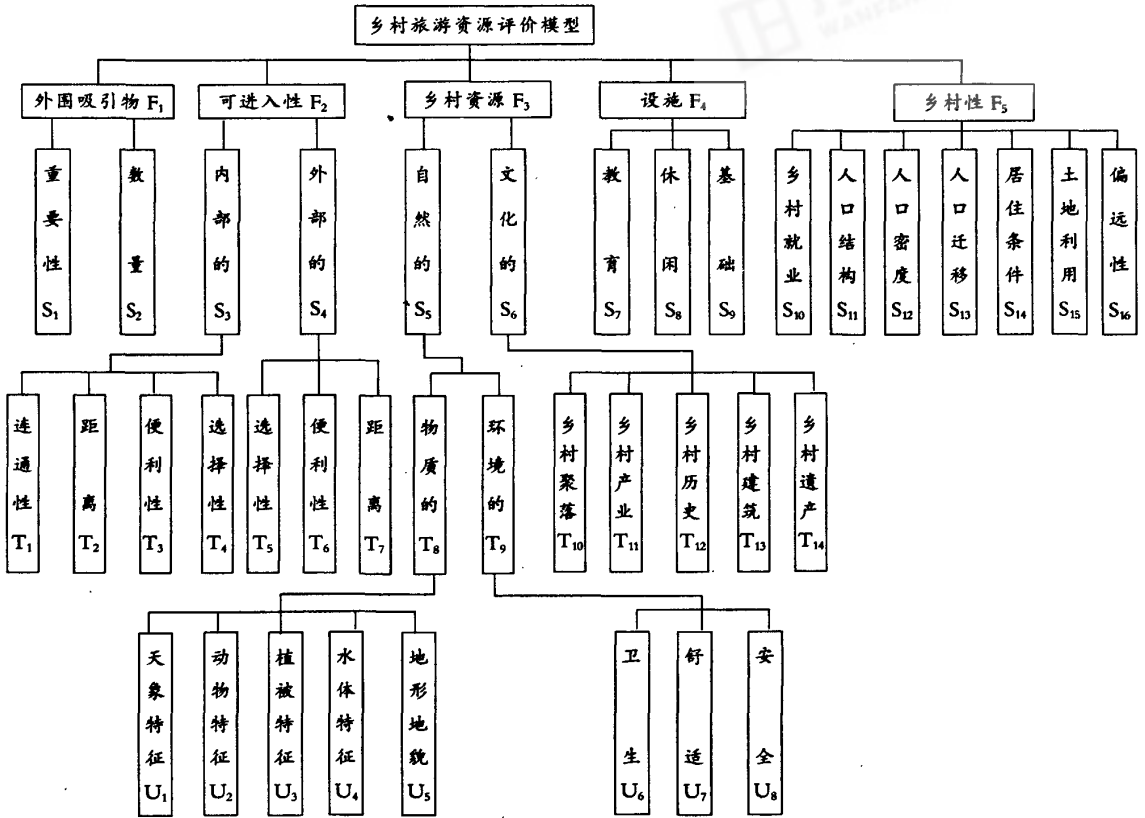 乡村旅游资源评价模型
外围吸引物 F₁
可进入性 F₂
乡村资源 F₃
设施 F₄
乡村性 F₅
重要性 S₁
数量 S₂
内部的 S₃
外部的 S₄
自然的 S₅
文化的 S₆
教育 S₇
休闲 S₈
基础 S₉
乡村就业 S₁₀
人口结构 S₁₁
人口密度 S₁₂
人口迁移 S₁₃
居住条件 S₁₄
土地利用 S₁₅
偏远性 S₁₆
连通性 T₁
距离 T₂
便利性 T₃
选择性 T₄
选择性 T₅
便利性 T₆
距离 T₇
物质的 T₈
环境的 T₉
乡村聚落 T₁₀
乡村产业 T₁₁
乡村历史 T₁₂
乡村建筑 T₁₃
乡村遗产 T₁₄
天象特征 U₁
动物特征 U₂
植被特征 U₃
水体特征 U₄
地形地貌 U₅
卫生 U₆
舒适 U₇
安全 U₈